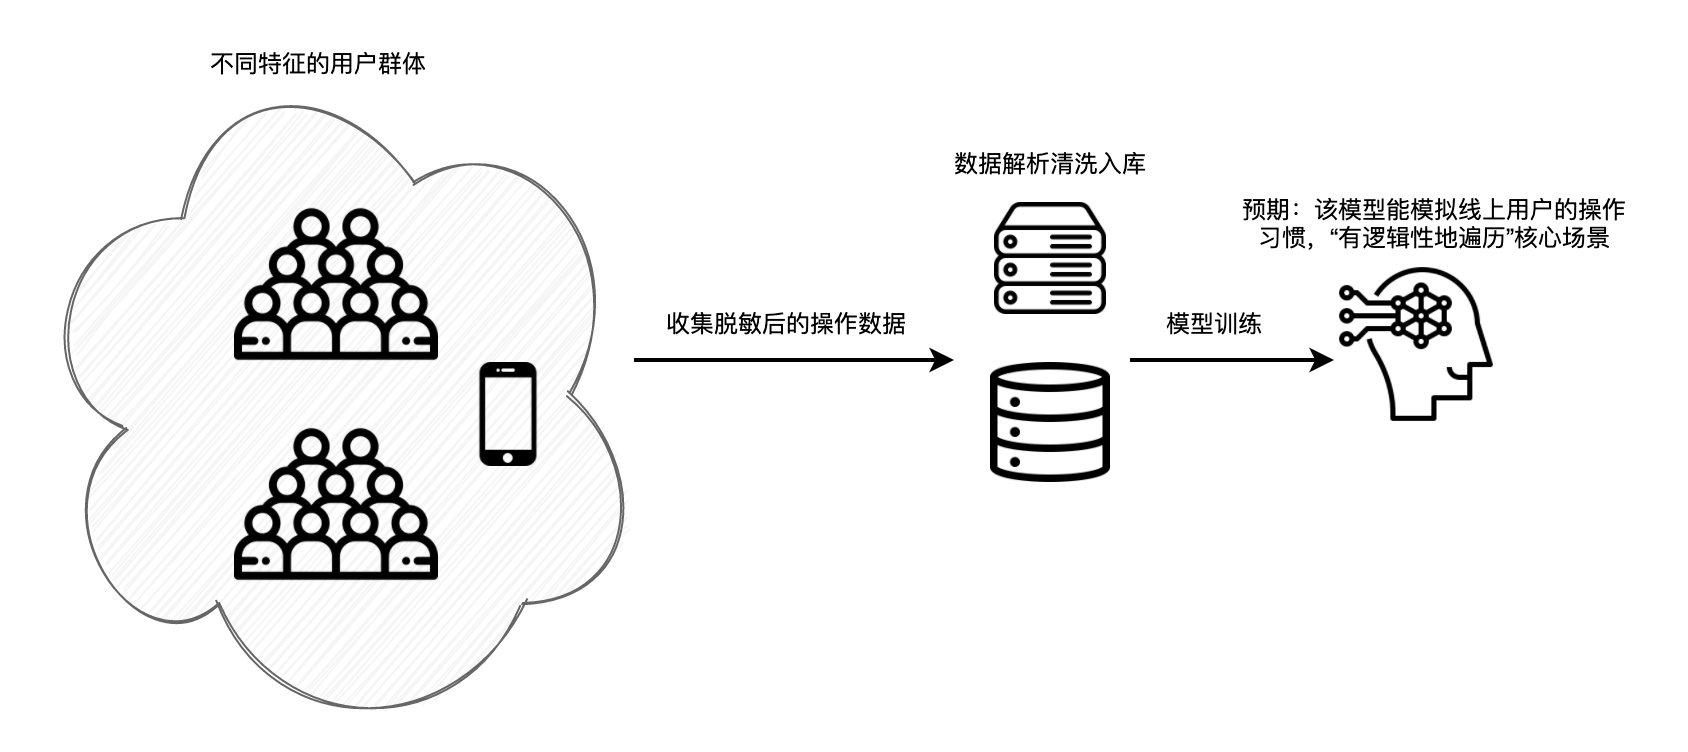 不同特征的用户群体
数据解析清洗入库
预期：该模型能模拟线上用户的操作
习惯，“有逻辑性地遍历”核心场景
收集脱敏后的操作数据
模型训练